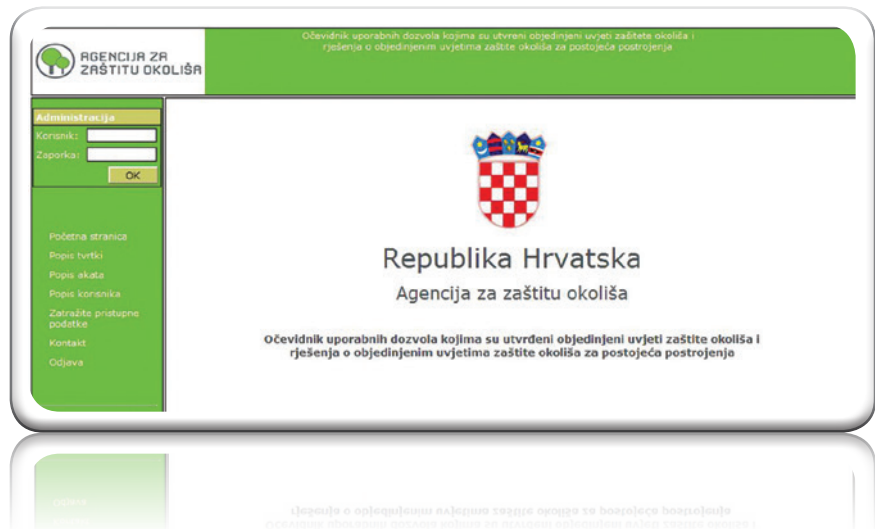 AGENCIJA ZA
ZAŠTITU OKOLIŠA
Očevidnik uporabnih dozvola kojima su utvreni objedinjeni uvjeti zaštete okoliša i
rješenja o objedinjenim uvjetima zaštite okoliša za postojeća postrojenja
Administracija
Korisnik:
Zaporka:
OK
Početna stranica
Popis tvrtki
Popis akata
Popis korisnika
Zatražite pristupne
podatke
Kontakt
Odjava
Republika Hrvatska
Agencija za zaštitu okoliša
Očevidnik uporabnih dozvola kojima su utvrđeni objedinjeni uvjeti zaštite okoliša i
rješenja o objedinjenim uvjetima zaštite okoliša za postojeća postrojenja